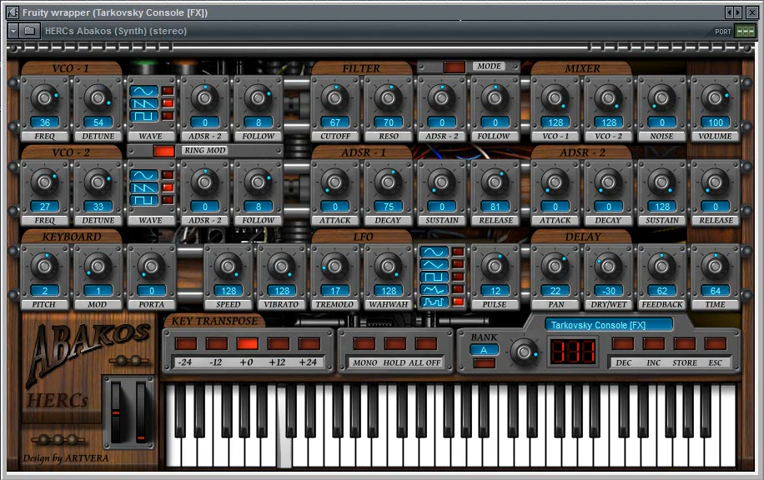 Fruity wrapper (Tarkovsky Console [FX])
HERCs Abakos (Synth) (stereo) PORT ---
VCO - 1 FILTER MODE MIXER
36 54 0 8 67 70 0 0 128 128 0 100
FREQ DETUNE WAVE ADSR - 2 FOLLOW CUTOFF RESO ADSR - 2 FOLLOW VCO - 1 VCO - 2 NOISE VOLUME
VCO - 2 RING MOD ADSR - 1 ADSR - 2
27 33 0 8 0 75 0 81 0 0 128 0
FREQ DETUNE WAVE ADSR - 2 FOLLOW ATTACK DECAY SUSTAIN RELEASE ATTACK DECAY SUSTAIN RELEASE
KEYBOARD LFO DELAY
2 1 0 128 128 17 128 12 22 -30 62 64
PITCH MOD PORTA SPEED VIBRATO TREMOLO WAHWAH PULSE PAN DRY/WET FEEDBACK TIME
KEY TRANSPOSE
-24 -12 +0 +12 +24
MONO HOLD ALL OFF
BANK
A
Tarkovsky Console [FX]
DEC INC STORE ESC
ABAKOS
HERCs
Design by ARTVERA